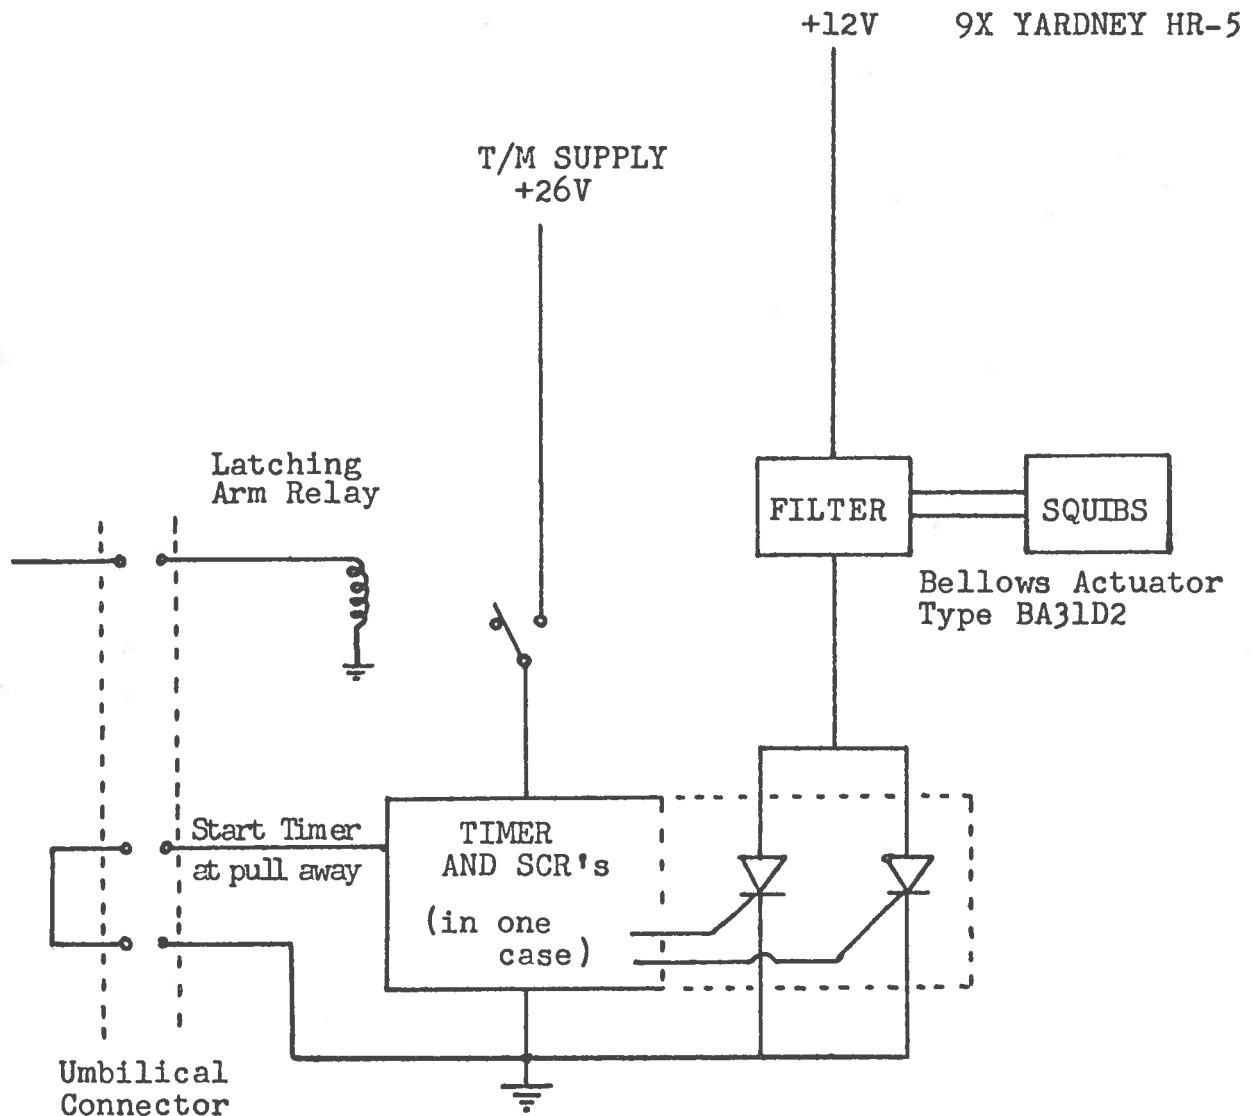 +12V 9X YARDNEY HR-5
T/M SUPPLY
+26V
Latching
Arm Relay
FILTER
SQUIBS
Bellows Actuator
Type BA31D2
Start Timer
at pull away
TIMER
AND SCR's
(in one
case)
Umbilical
Connector